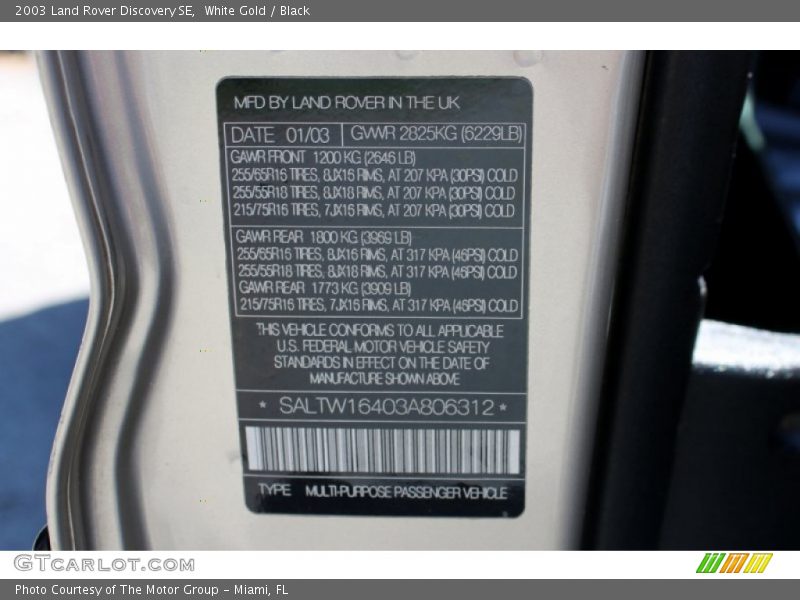 2003 Land Rover Discovery SE,  White Gold / Black
MFD BY LAND ROVER IN THE UK
DATE 01/03 GVWR 2825KG (6229LB)
GAWR FRONT 1200 KG (2646 LB)
255/65R16 TIRES, 8JX16 RIMS, AT 207 KPA (30PSI) COLD
255/55R18 TIRES, 8JX18 RIMS, AT 207 KPA (30PSI) COLD
215/75R16 TIRES, 7JX16 RIMS, AT 207 KPA (30PSI) COLD
GAWR REAR 1800 KG (3969 LB)
255/65R16 TIRES, 8JX16 RIMS, AT 317 KPA (46PSI) COLD
255/55R18 TIRES, 8JX18 RIMS, AT 317 KPA (46PSI) COLD
GAWR REAR 1773 KG (3909 LB)
215/75R16 TIRES, 7JX16 RIMS, AT 317 KPA (46PSI) COLD
THIS VEHICLE CONFORMS TO ALL APPLICABLE
U.S. FEDERAL MOTOR VEHICLE SAFETY
STANDARDS IN EFFECT ON THE DATE OF
MANUFACTURE SHOWN ABOVE
* SALTW16403A806312 *
TYPE MULTI-PURPOSE PASSENGER VEHICLE
GTCARLOT.COM
Photo Courtesy of The Motor Group - Miami, FL